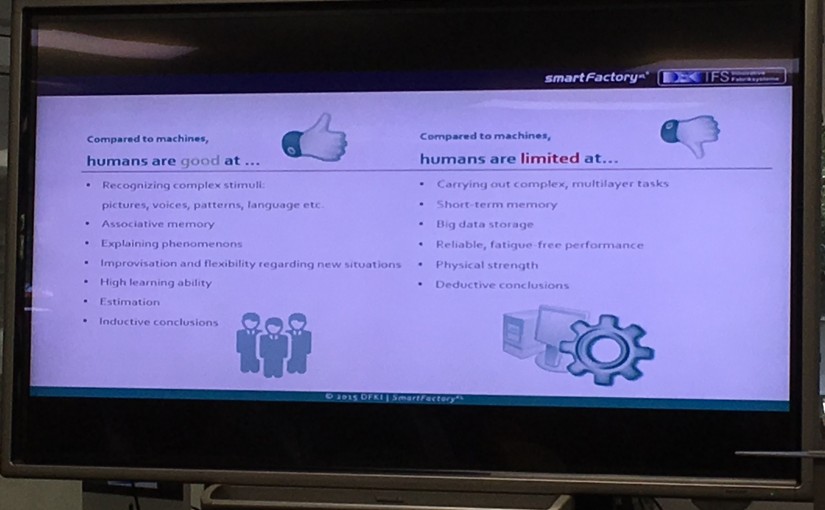 smartFactory KL
IFS Innovative Fabriksysteme
Compared to machines,
humans are good at ...
• Recognizing complex stimuli:
pictures, voices, patterns, language etc.
• Associative memory
• Explaining phenomenons
• Improvisation and flexibility regarding new situations
• High learning ability
• Estimation
• Inductive conclusions
Compared to machines,
humans are limited at...
• Carrying out complex, multilayer tasks
• Short-term memory
• Big data storage
• Reliable, fatigue-free performance
• Physical strength
• Deductive conclusions
© 2015 DFKI | SmartFactory KL